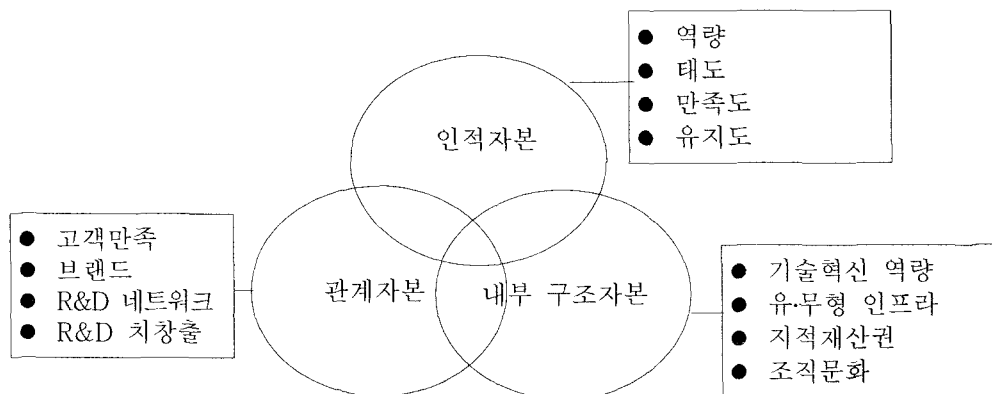 ● 역량
● 태도
● 만족도
● 유지도
인적자본
● 고객만족
● 브랜드
● R&D 네트워크
● R&D 치창출
관계자본
내부 구조자본
● 기술혁신 역량
● 유·무형 인프라
● 지적재산권
● 조직문화